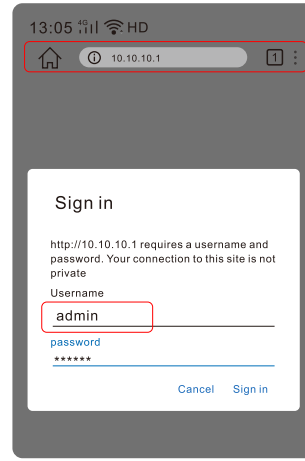 13:05 4G HD
10.10.10.1 1
Sign in
http://10.10.10.1 requires a username and
password. Your connection to this site is not
private
Username
admin
password
******
Cancel Sign in